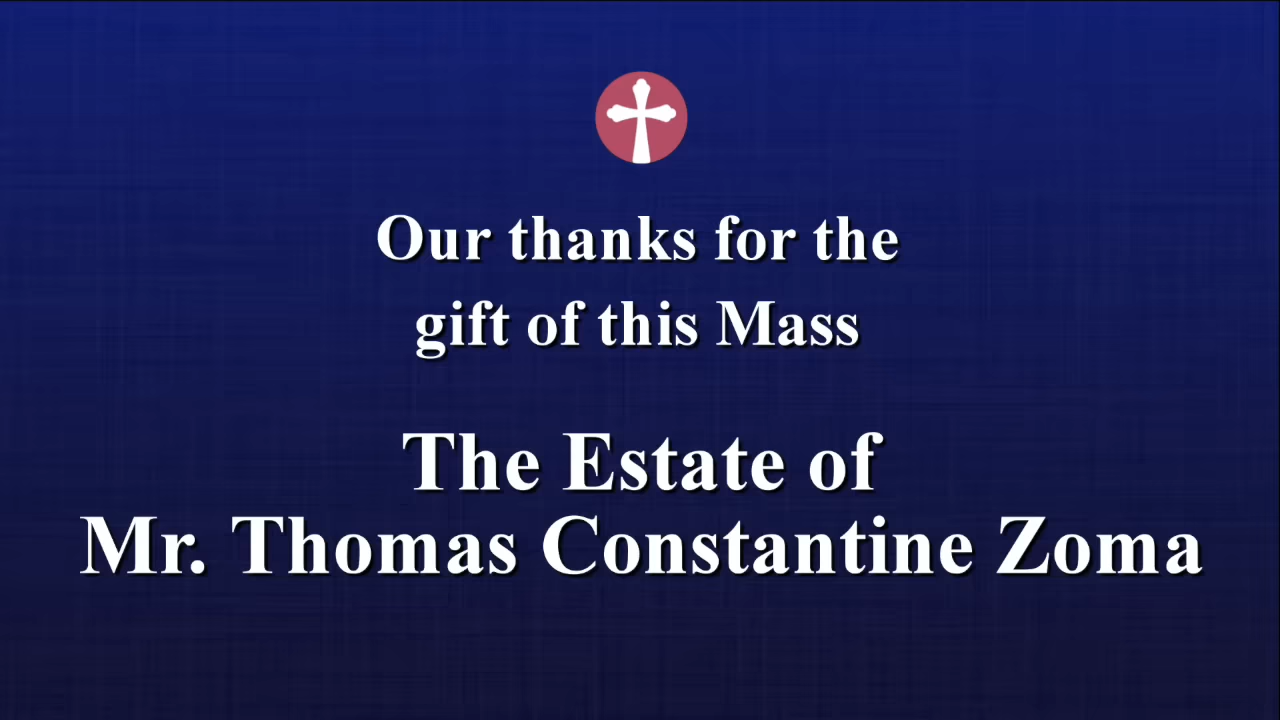 Our thanks for the
gift of this Mass
The Estate of
Mr. Thomas Constantine Zoma